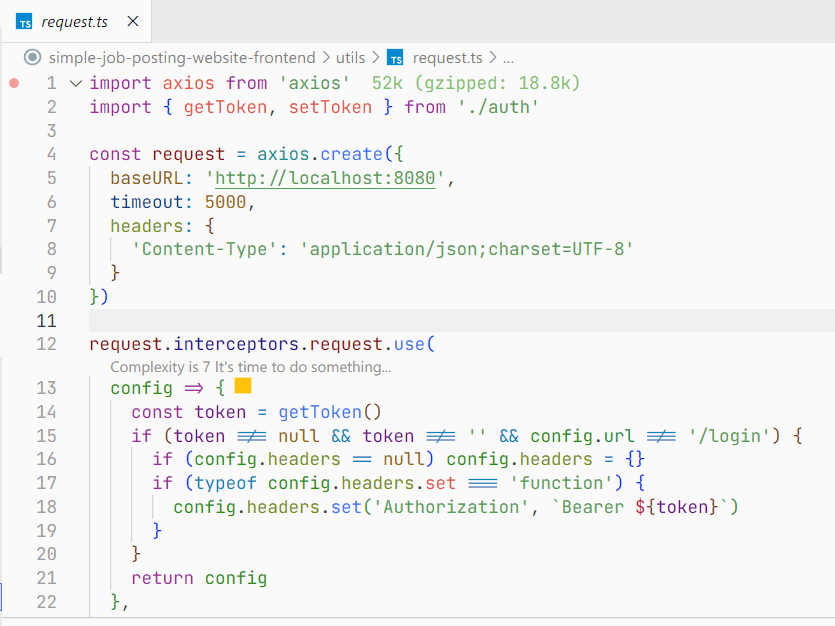 TS request.ts ×
simple-job-posting-website-frontend > utils > TS request.ts > ...
1 import axios from 'axios' 52k (gzipped: 18.8k)
2 import { getToken, setToken } from './auth'
3
4 const request = axios.create({
5 baseURL: 'http://localhost:8080',
6 timeout: 5000,
7 headers: {
8 'Content-Type': 'application/json;charset=UTF-8'
9 }
10 })
11
12 request.interceptors.request.use(
Complexity is 7 It's time to do something...
13 config => {
14 const token = getToken()
15 if (token !== null && token !== '' && config.url !== '/login') {
16 if (config.headers == null) config.headers = {}
17 if (typeof config.headers.set === 'function') {
18 config.headers.set('Authorization', `Bearer ${token}`)
19 }
20 }
21 return config
22 },